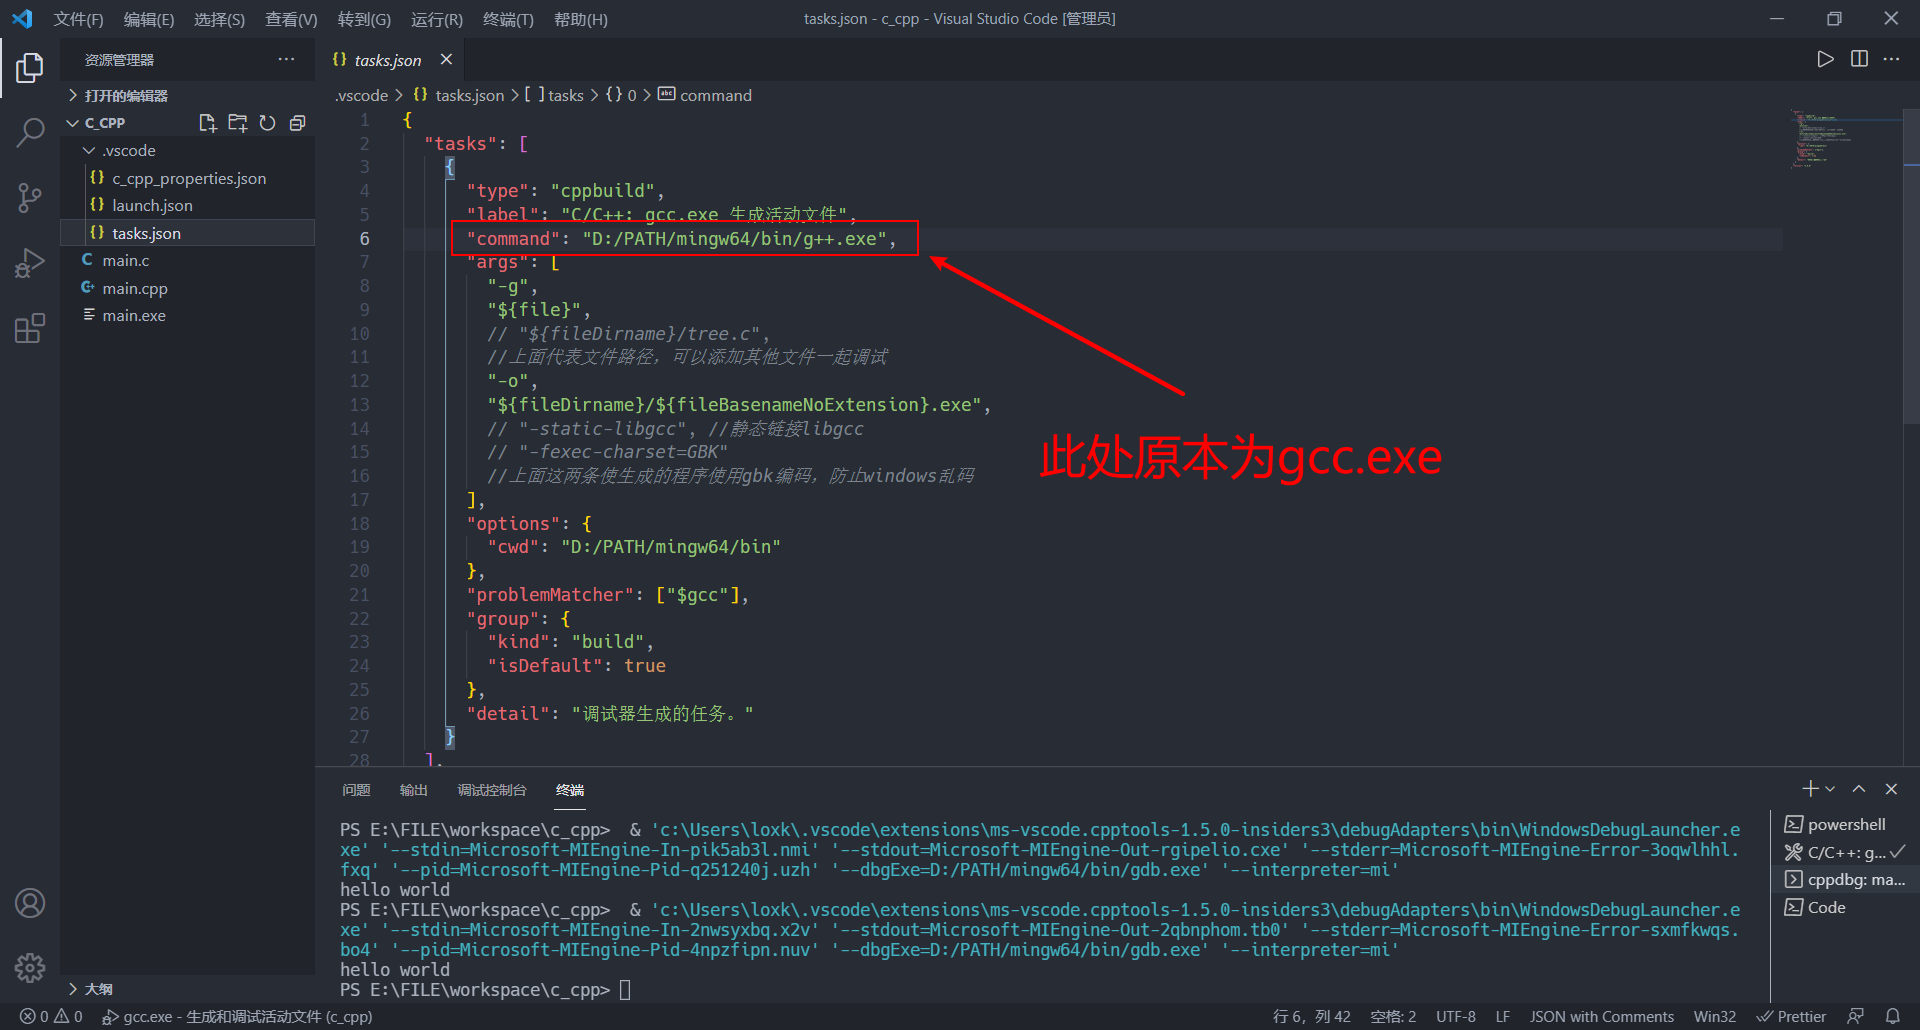 文件(F) 编辑(E) 选择(S) 查看(V) 转到(G) 运行(R) 终端(T) 帮助(H) tasks.json - c_cpp - Visual Studio Code [管理员]
资源管理器
打开的编辑器
C_CPP
.vscode
c_cpp_properties.json
launch.json
tasks.json
main.c
main.cpp
main.exe
大纲
tasks.json
.vscode > {} tasks.json > [ ] tasks > {} 0 > abc command
1 {
2 "tasks": [
3 {
4 "type": "cppbuild",
5 "label": "C/C++: gcc.exe 生成活动文件",
6 "command": "D:/PATH/mingw64/bin/g++.exe",
7 "args": [
8 "-g",
9 "${file}",
10 // "${fileDirname}/tree.c",
11 //上面代表文件路径，可以添加其他文件一起调试
12 "-o",
13 "${fileDirname}/${fileBasenameNoExtension}.exe",
14 // "-static-libgcc", //静态链接libgcc
15 // "-fexec-charset=GBK"
16 //上面这两条使生成的程序使用gbk编码，防止windows乱码
17 ],
18 "options": {
19 "cwd": "D:/PATH/mingw64/bin"
20 },
21 "problemMatcher": ["$gcc"],
22 "group": {
23 "kind": "build",
24 "isDefault": true
25 },
26 "detail": "调试器生成的任务。"
27 }
28 ],
此处原本为gcc.exe
问题 输出 调试控制台 终端
PS E:\FILE\workspace\c_cpp>  & 'c:\Users\loxk\.vscode\extensions\ms-vscode.cpptools-1.5.0-insiders3\debugAdapters\bin\WindowsDebugLauncher.e
xe' '--stdin=Microsoft-MIEngine-In-pik5ab3l.nmi' '--stdout=Microsoft-MIEngine-Out-rgipelio.cxe' '--stderr=Microsoft-MIEngine-Error-3oqwlhhl.
fxq' '--pid=Microsoft-MIEngine-Pid-q251240j.uzh' '--dbgExe=D:/PATH/mingw64/bin/gdb.exe' '--interpreter=mi'
hello world
PS E:\FILE\workspace\c_cpp>  & 'c:\Users\loxk\.vscode\extensions\ms-vscode.cpptools-1.5.0-insiders3\debugAdapters\bin\WindowsDebugLauncher.e
xe' '--stdin=Microsoft-MIEngine-In-2nwsyxbq.x2v' '--stdout=Microsoft-MIEngine-Out-2qbnphom.tb0' '--stderr=Microsoft-MIEngine-Error-sxmfkwqs.
bo4' '--pid=Microsoft-MIEngine-Pid-4npzfipn.nuv' '--dbgExe=D:/PATH/mingw64/bin/gdb.exe' '--interpreter=mi'
hello world
PS E:\FILE\workspace\c_cpp>
powershell
C/C++: g...
cppdbg: ma...
Code
0 0 gcc.exe - 生成和调试活动文件 (c_cpp) 行 6，列 42 空格: 2 UTF-8 LF JSON with Comments Win32 Prettier